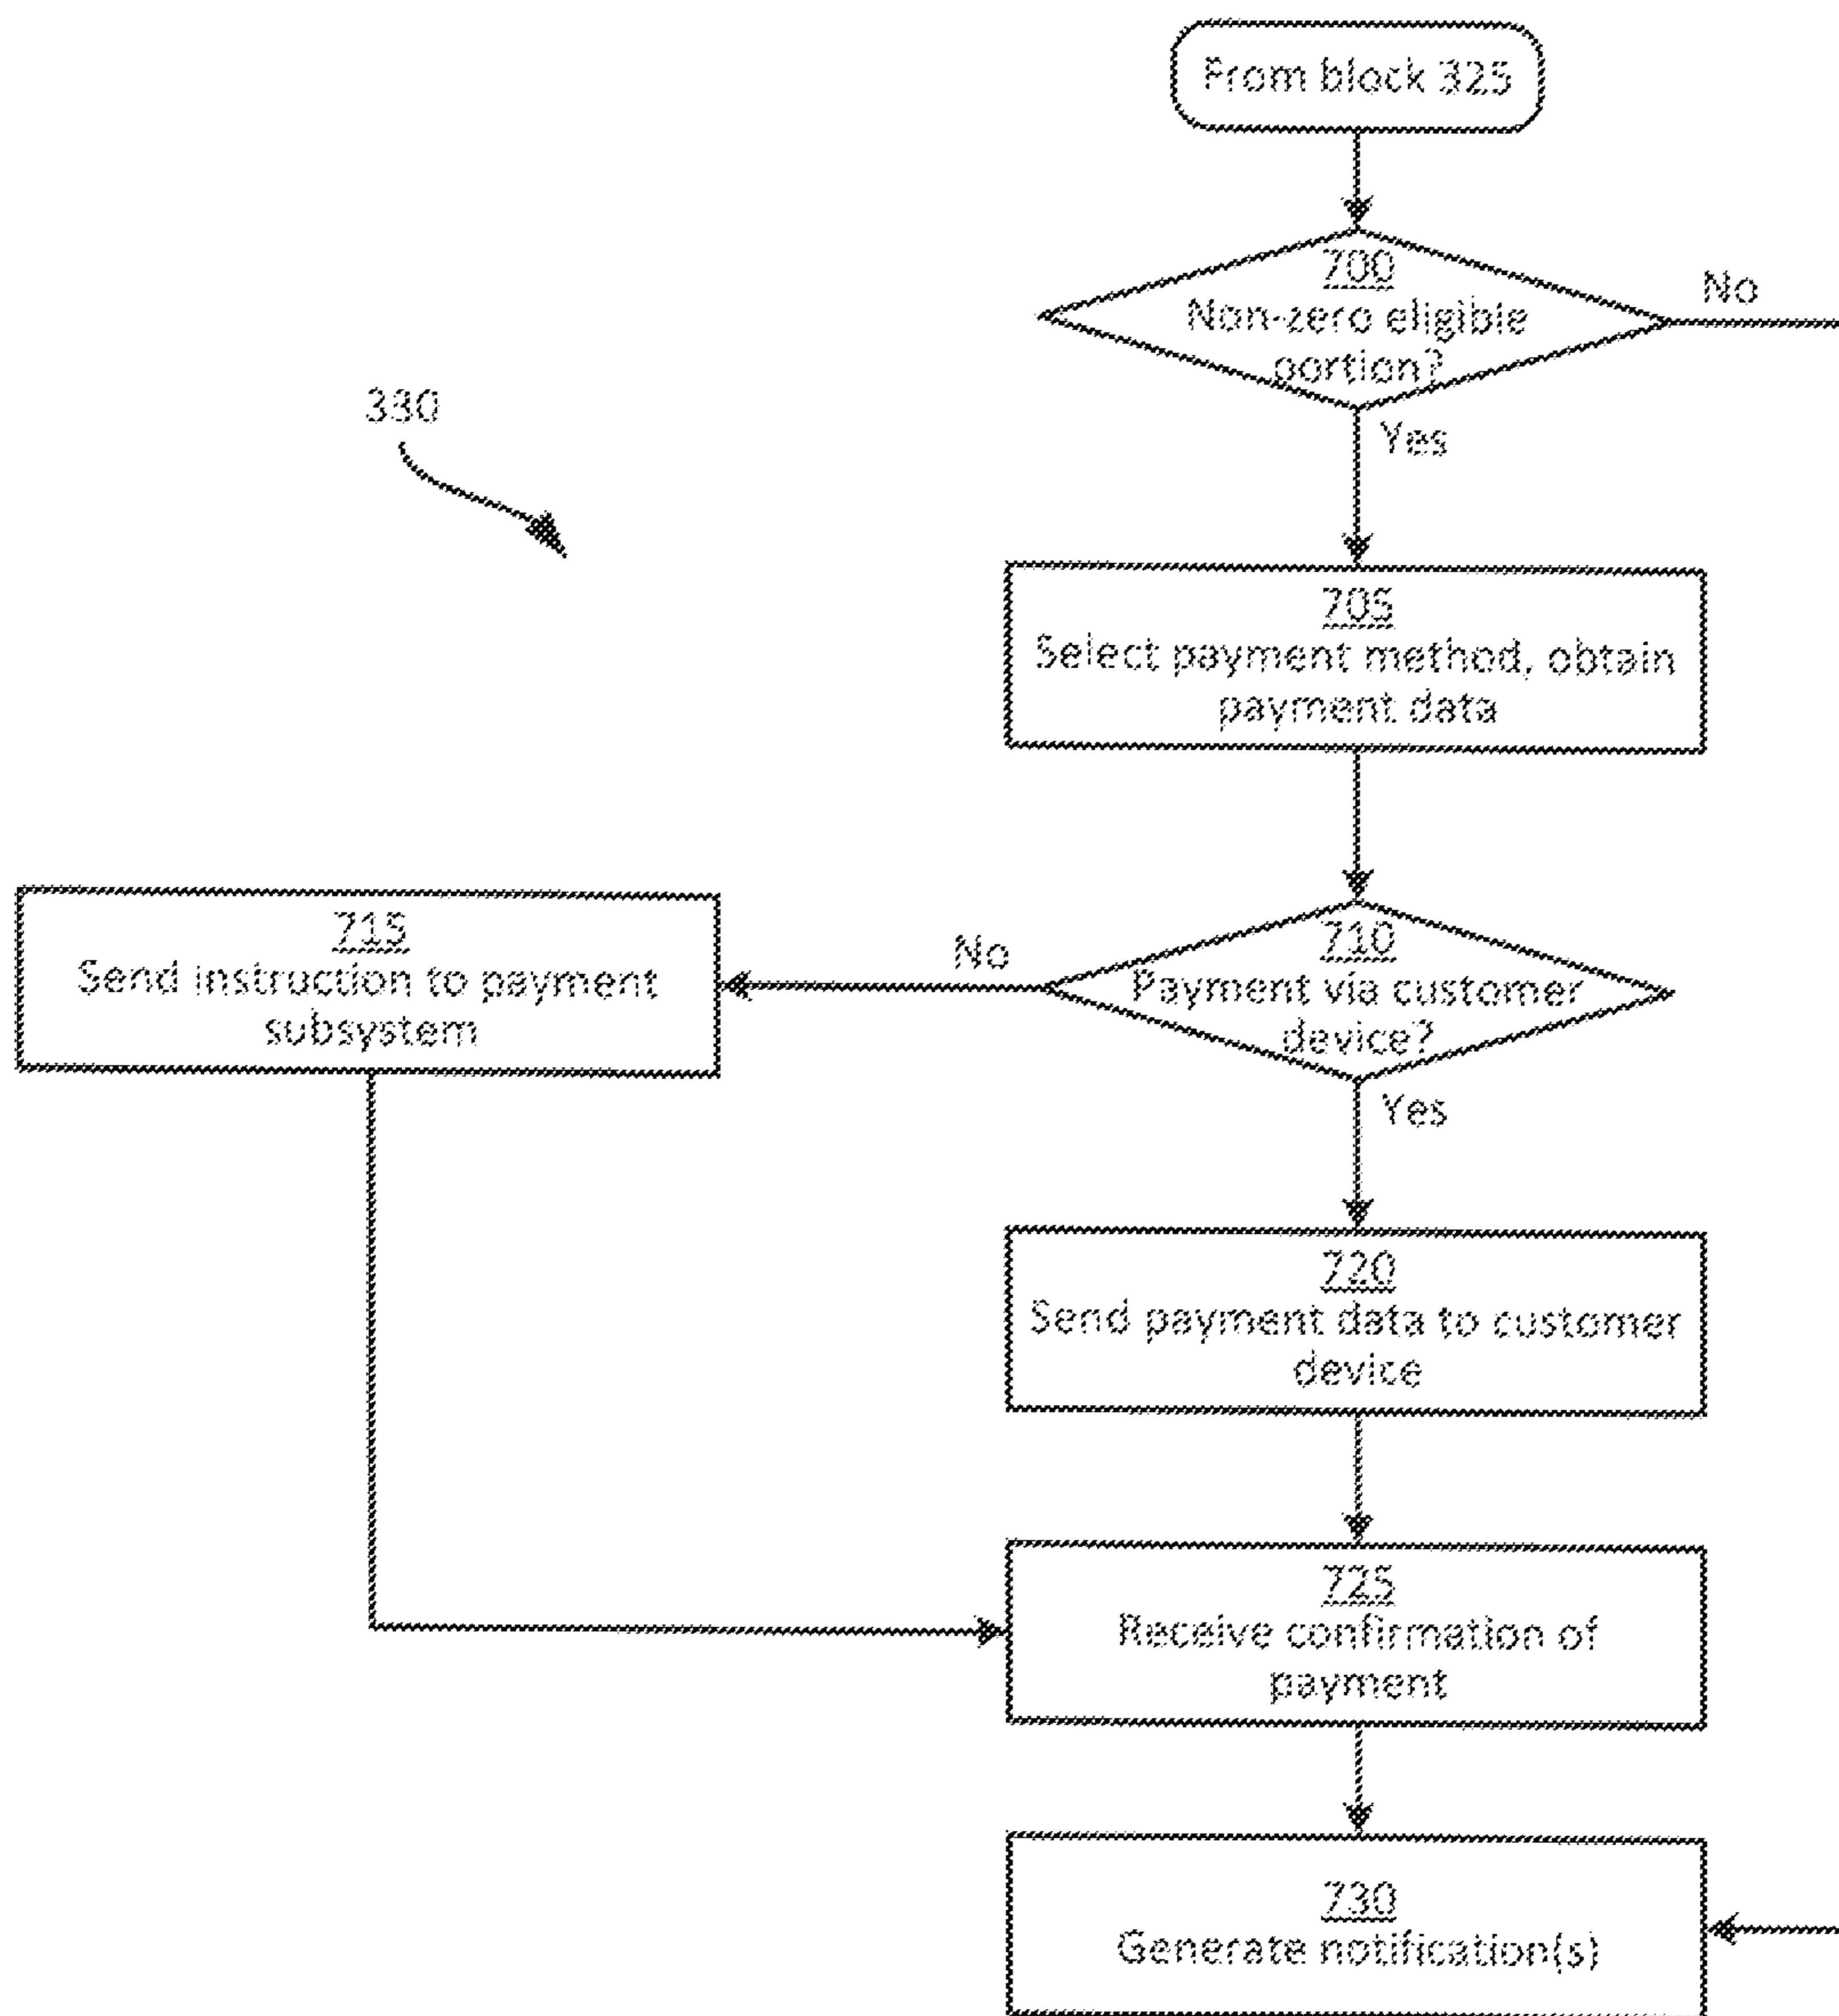 From block 325
700
Non-zero eligible
portion?
No
Yes
330
705
Select payment method, obtain
payment data
710
Payment via customer
device?
No
Yes
715
Send instruction to payment
subsystem
720
Send payment data to customer
device
725
Receive confirmation of
payment
730
Generate notification(s)